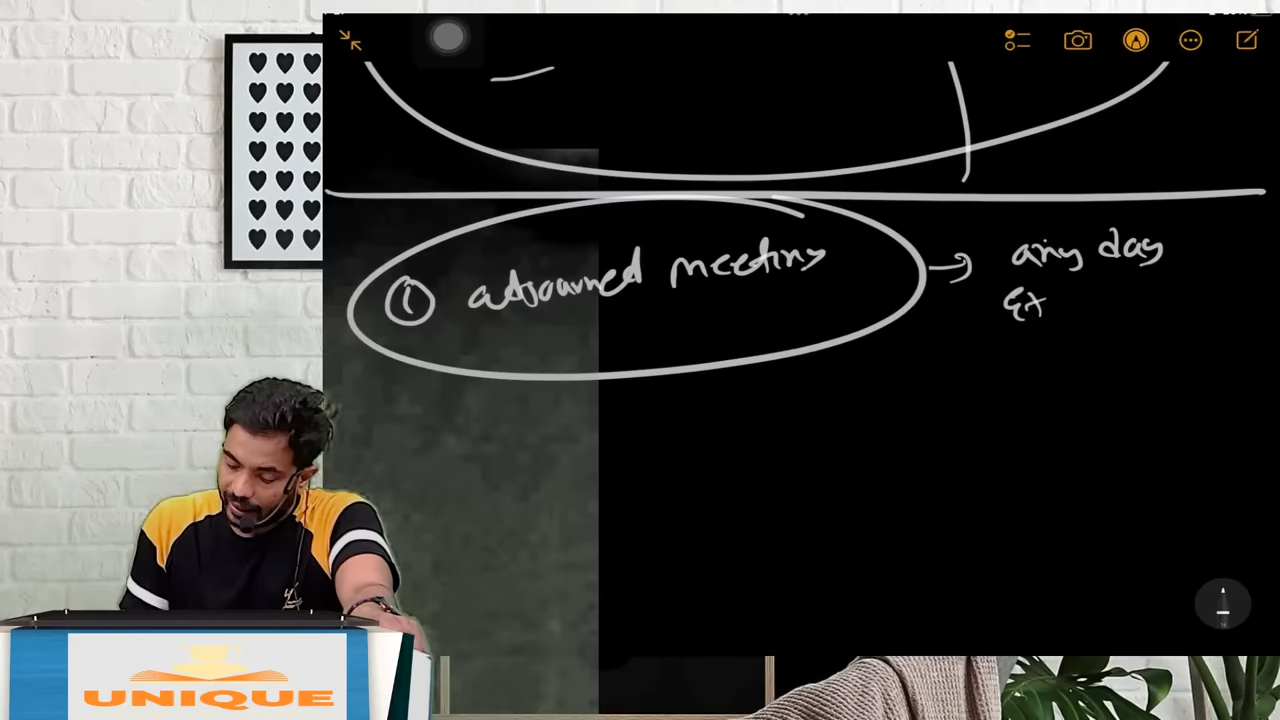 ① adjourned meeting → any day
Ex
UNIQUE